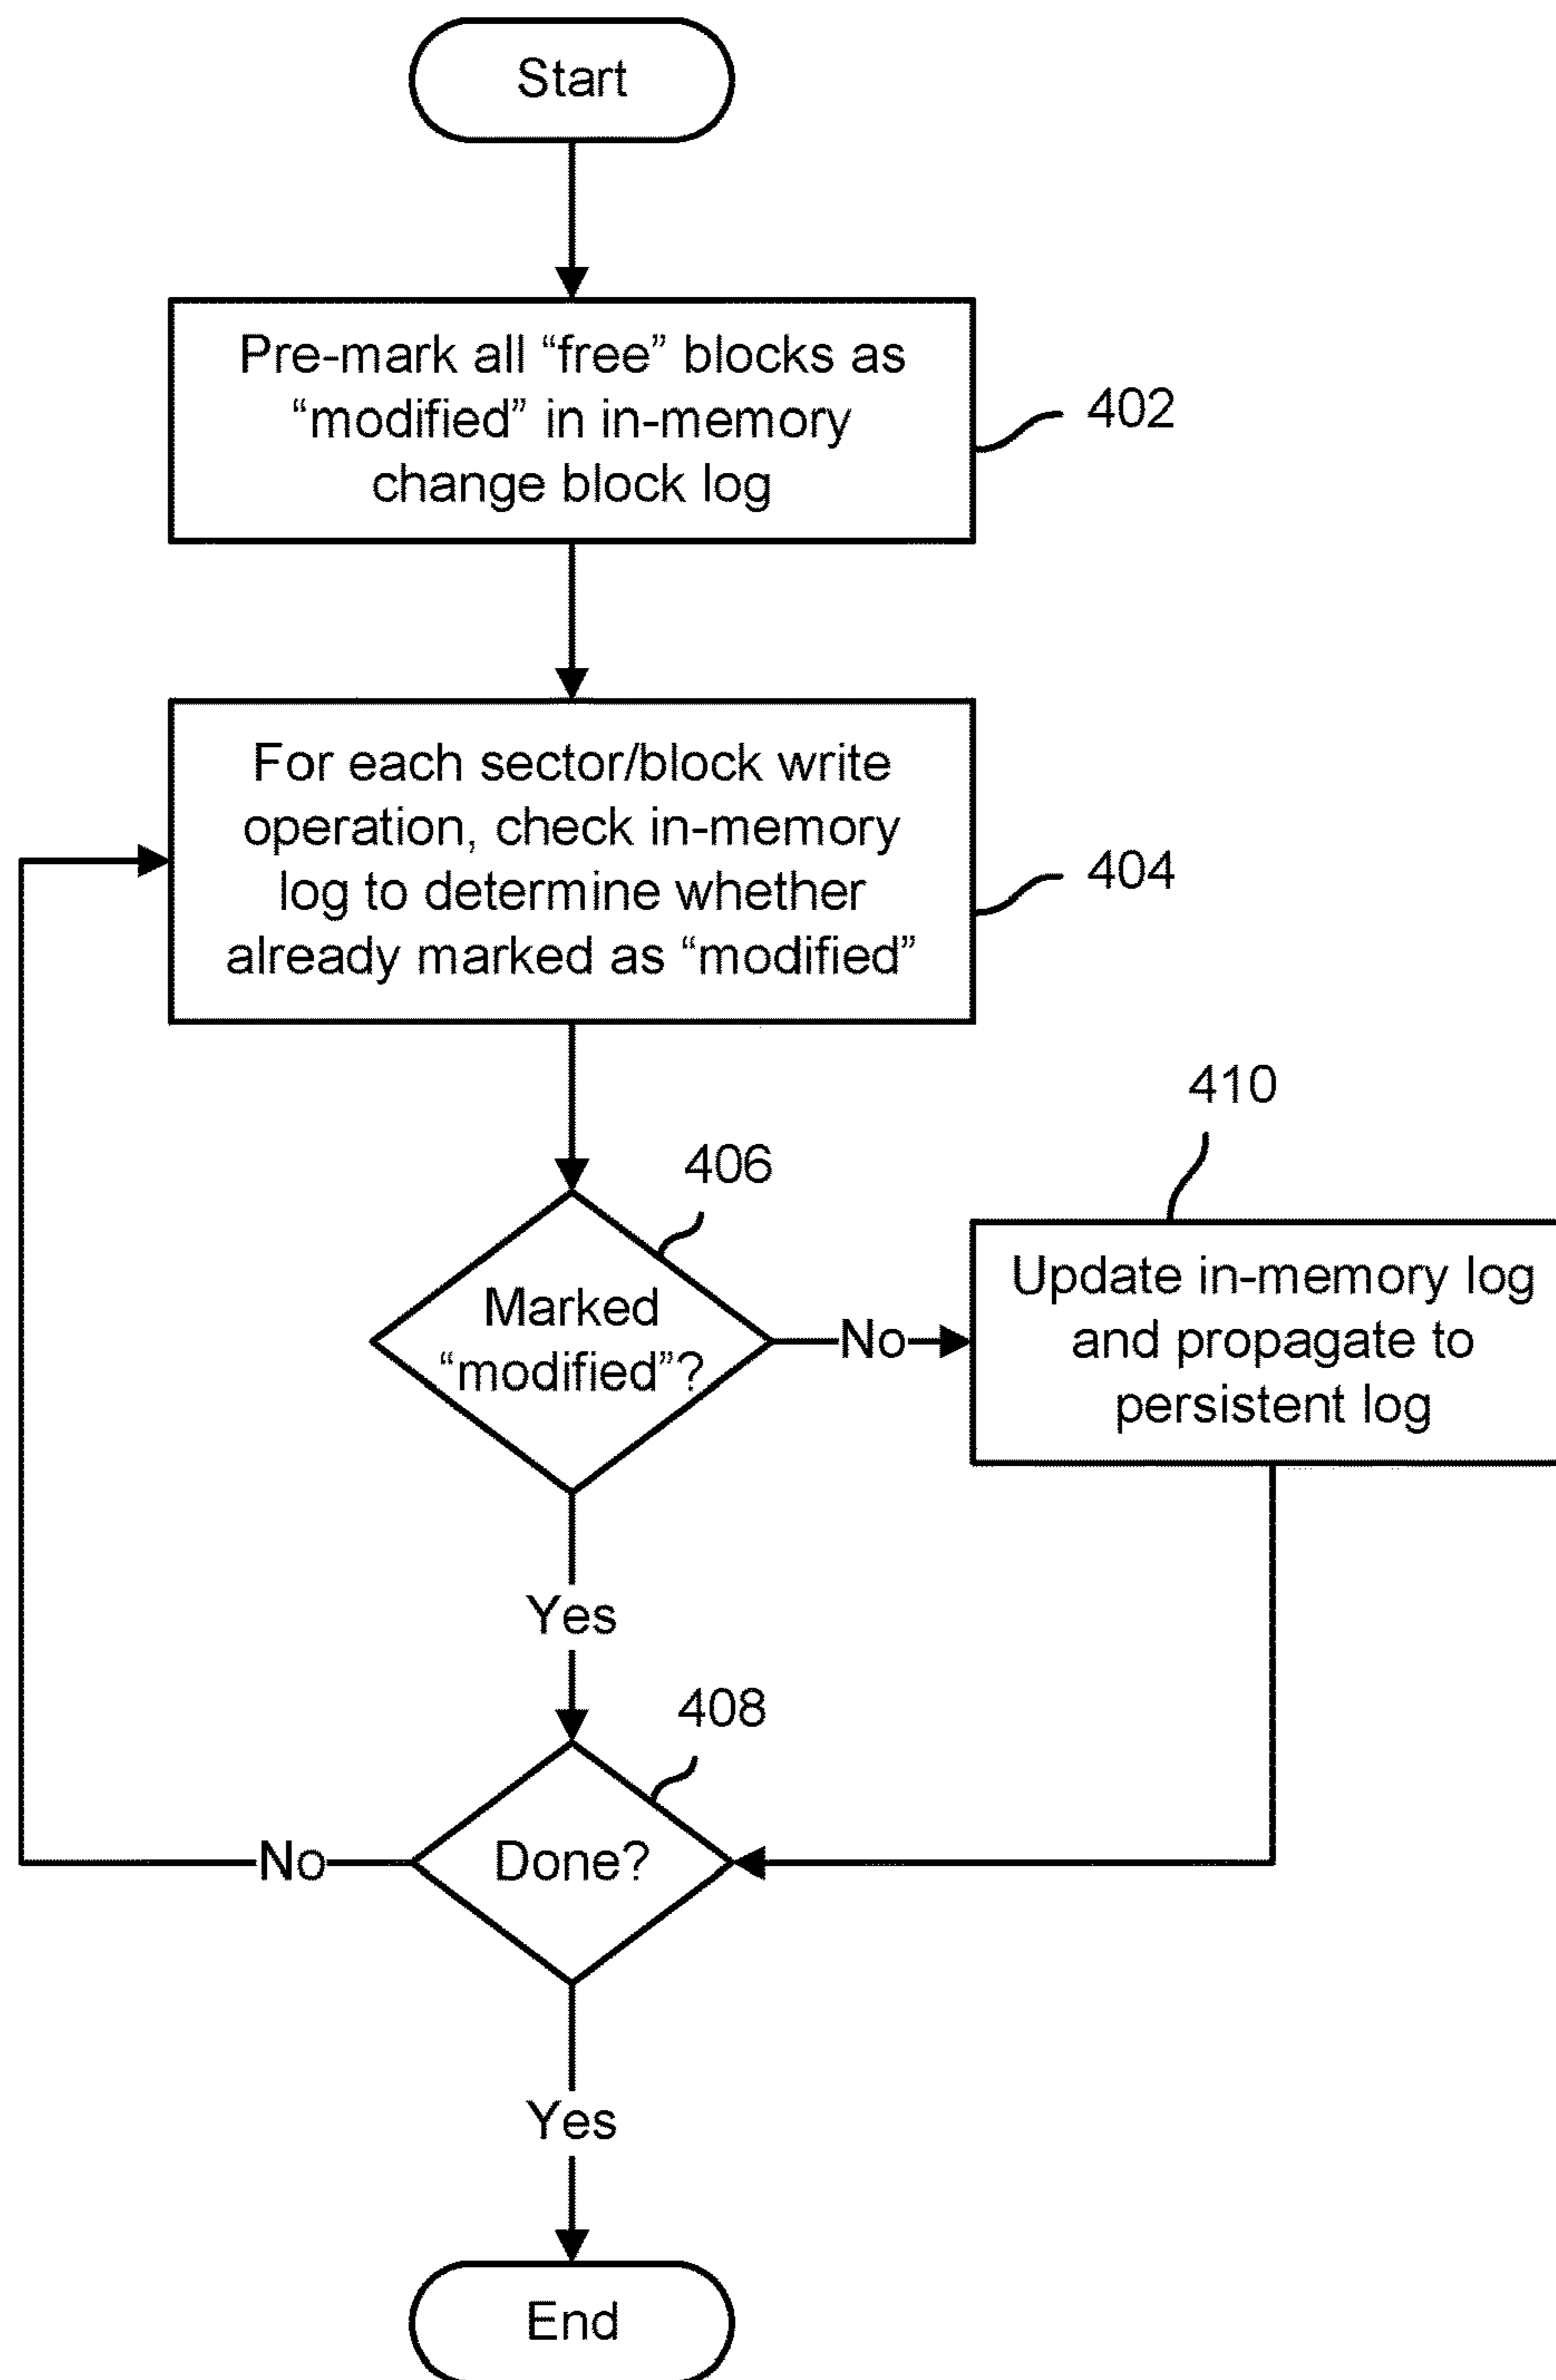 Start
Pre-mark all “free” blocks as
“modified” in in-memory
change block log
402
For each sector/block write
operation, check in-memory
log to determine whether
already marked as “modified”
404
406
Marked
“modified”?
No
410
Update in-memory log
and propagate to
persistent log
Yes
408
Done?
No
Yes
End